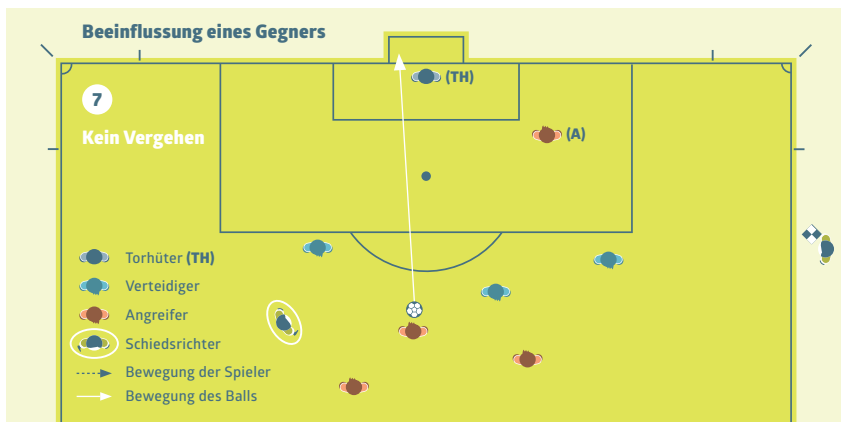 Beeinflussung eines Gegners
(TH)
7
(A)
Kein Vergehen
Torhüter (TH)
Verteidiger
Angreifer
Schiedsrichter
Bewegung der Spieler
Bewegung des Balls